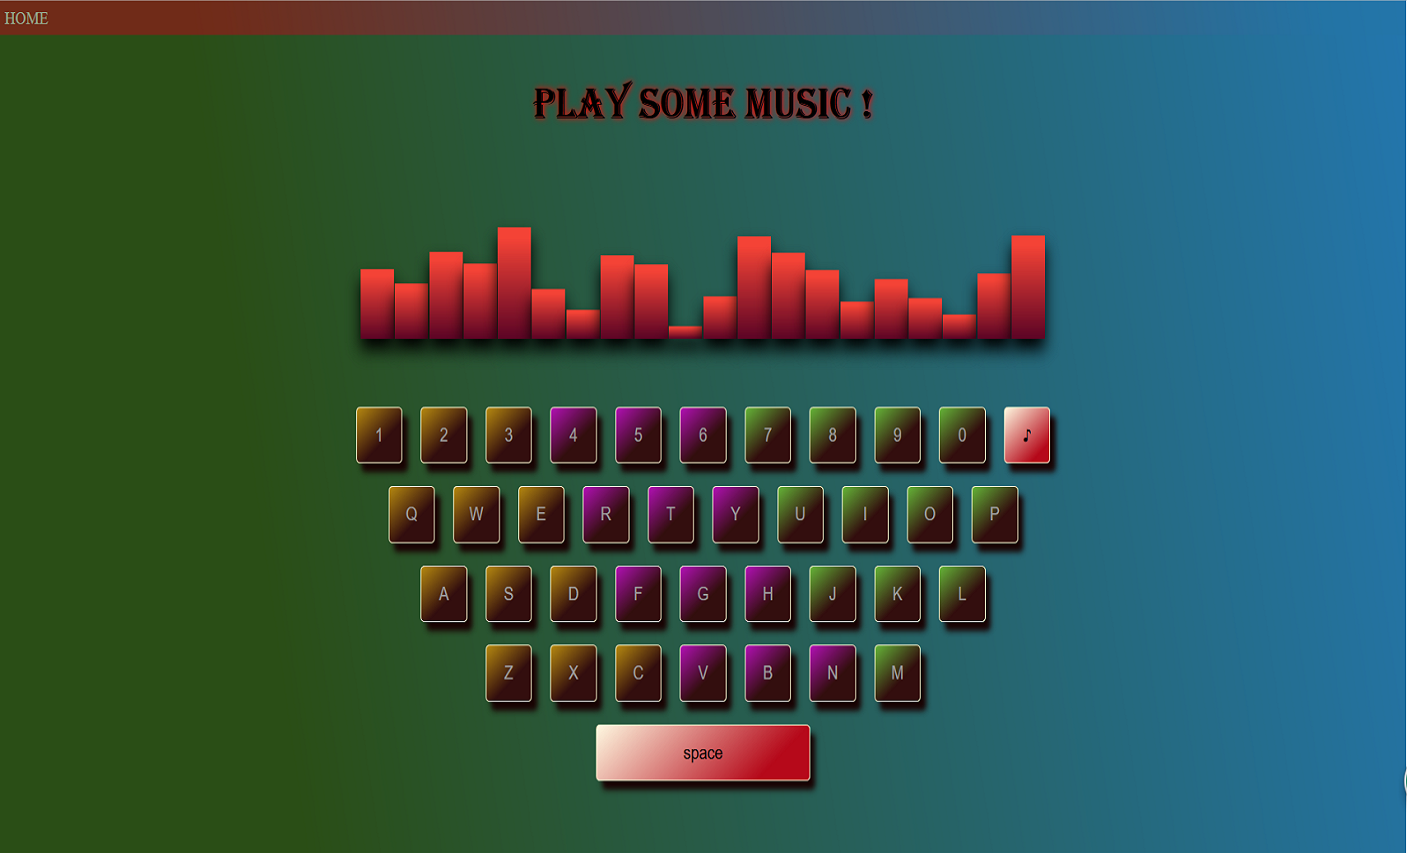 HOME
PLAY SOME MUSIC !
1 2 3 4 5 6 7 8 9 0 ♪
Q W E R T Y U I O P
A S D F G H J K L
Z X C V B N M
space